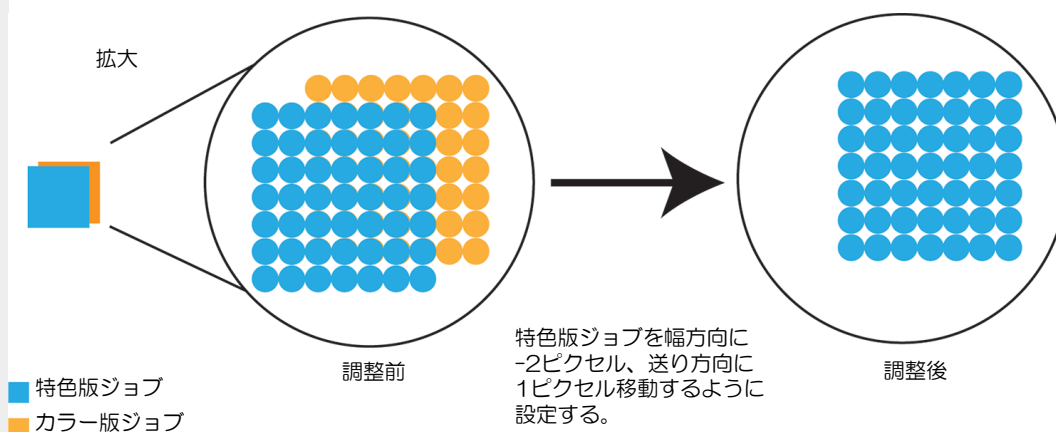 拡大
特色版ジョブを幅方向に
-2ピクセル、送り方向に
1ピクセル移動するように
設定する。
調整前
調整後
特色版ジョブ
カラー版ジョブ